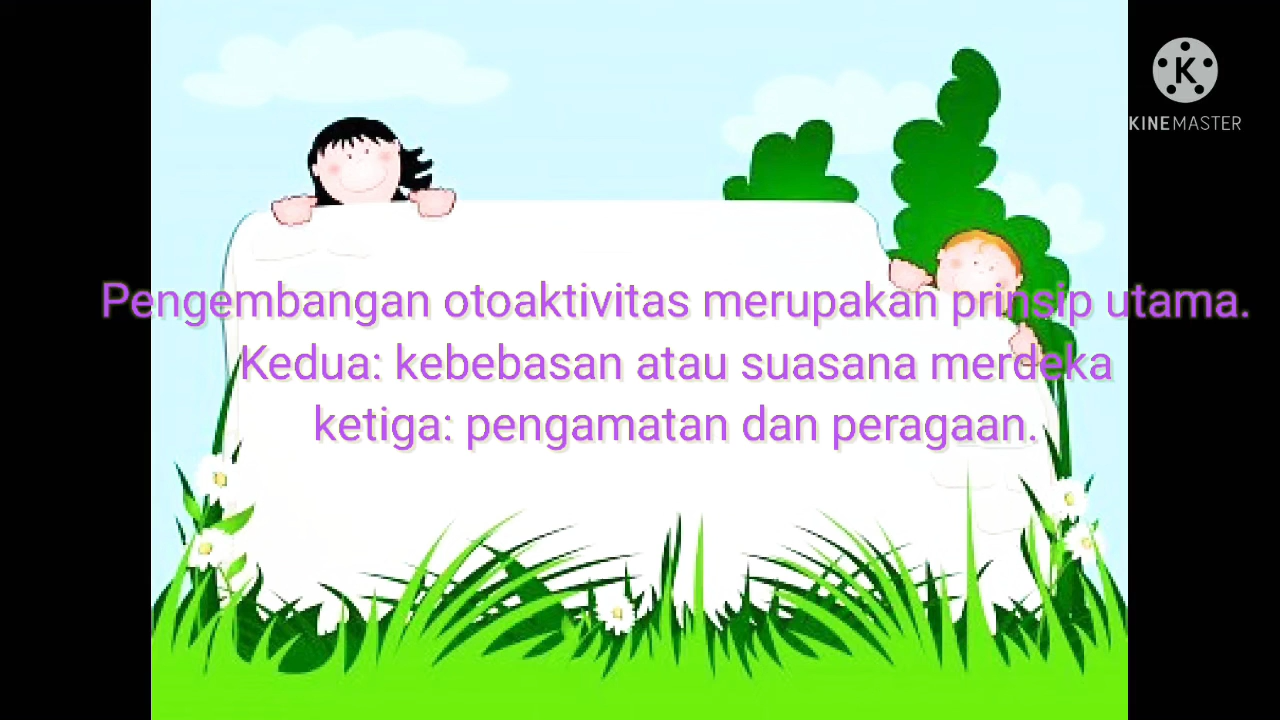 KINEMASTER
Pengembangan otoaktivitas merupakan prinsip utama.
Kedua: kebebasan atau suasana merdeka
ketiga: pengamatan dan peragaan.